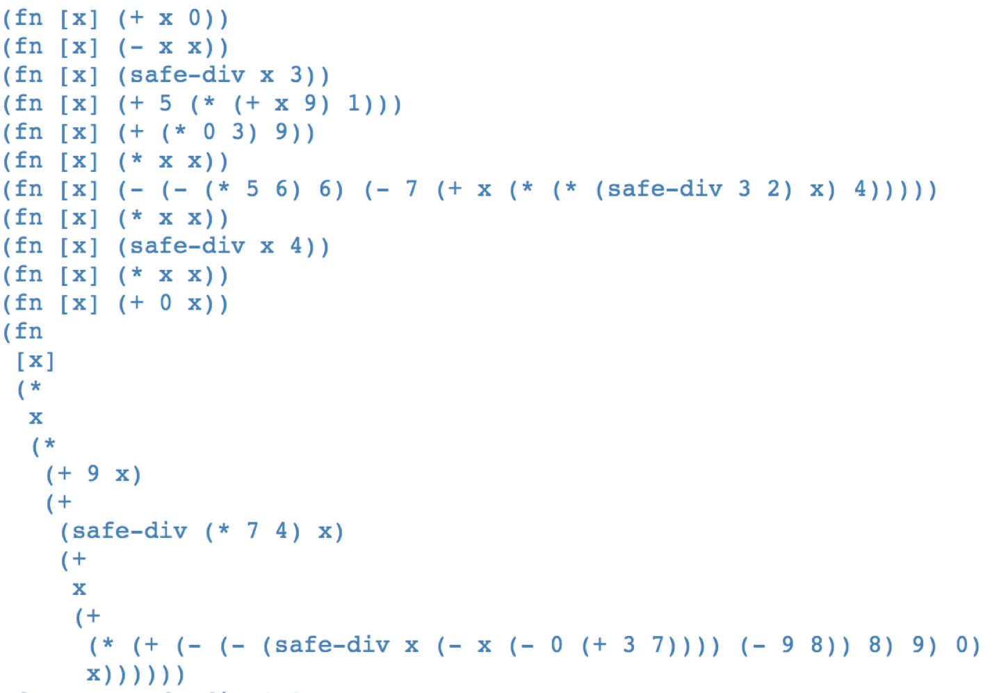 (fn [x] (+ x 0))
(fn [x] (- x x))
(fn [x] (safe-div x 3))
(fn [x] (+ 5 (* (+ x 9) 1)))
(fn [x] (+ (* 0 3) 9))
(fn [x] (* x x))
(fn [x] (- (- (* 5 6) 6) (- 7 (+ x (* (* (safe-div 3 2) x) 4)))))
(fn [x] (* x x))
(fn [x] (safe-div x 4))
(fn [x] (* x x))
(fn [x] (+ 0 x))
(fn
 [x]
 (*
  x
  (*
   (+ 9 x)
   (+
    (safe-div (* 7 4) x)
    (+
     x
     (+
      (* (+ (- (- (safe-div x (- x (- 0 (+ 3 7)))) (- 9 8)) 8) 9) 0)
      x))))))